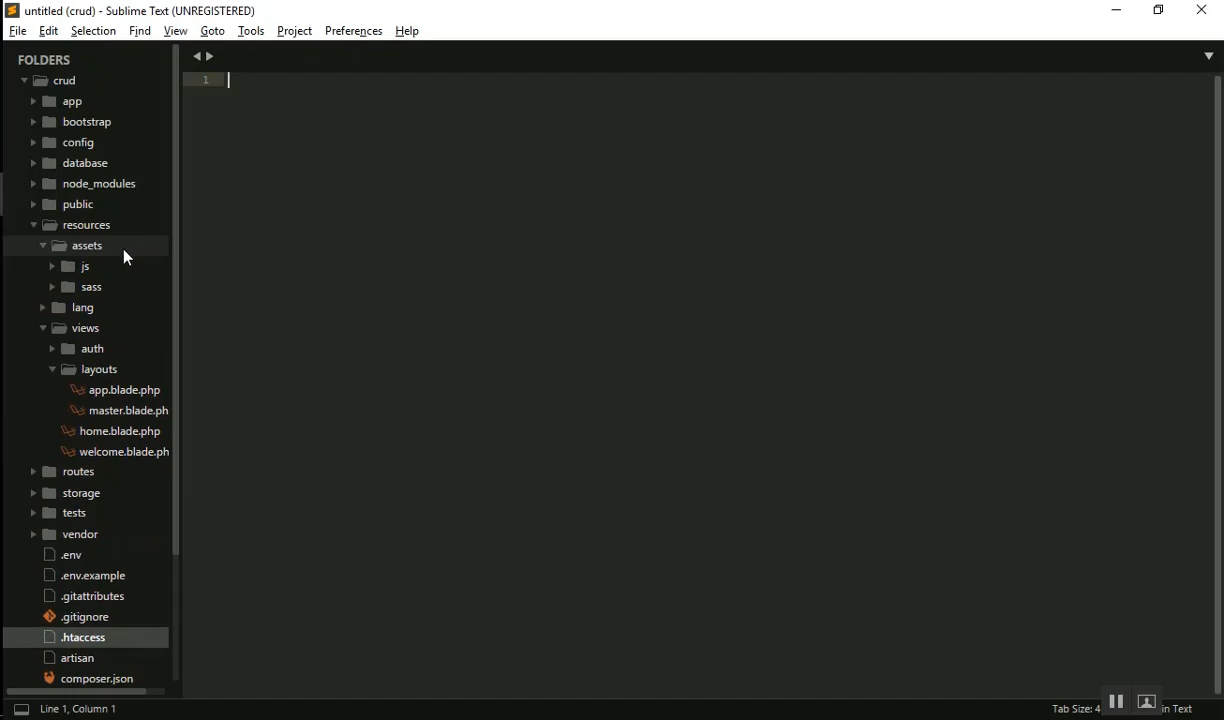 untitled (crud) - Sublime Text (UNREGISTERED)
File Edit Selection Find View Goto Tools Project Preferences Help
FOLDERS
crud
1
app
bootstrap
config
database
node_modules
public
resources
assets
js
sass
lang
views
auth
layouts
app.blade.php
master.blade.ph
home.blade.php
welcome.blade.ph
routes
storage
tests
vendor
.env
.env.example
.gitattributes
.gitignore
.htaccess
artisan
composer.json
Line 1, Column 1 Tab Size: 4 in Text